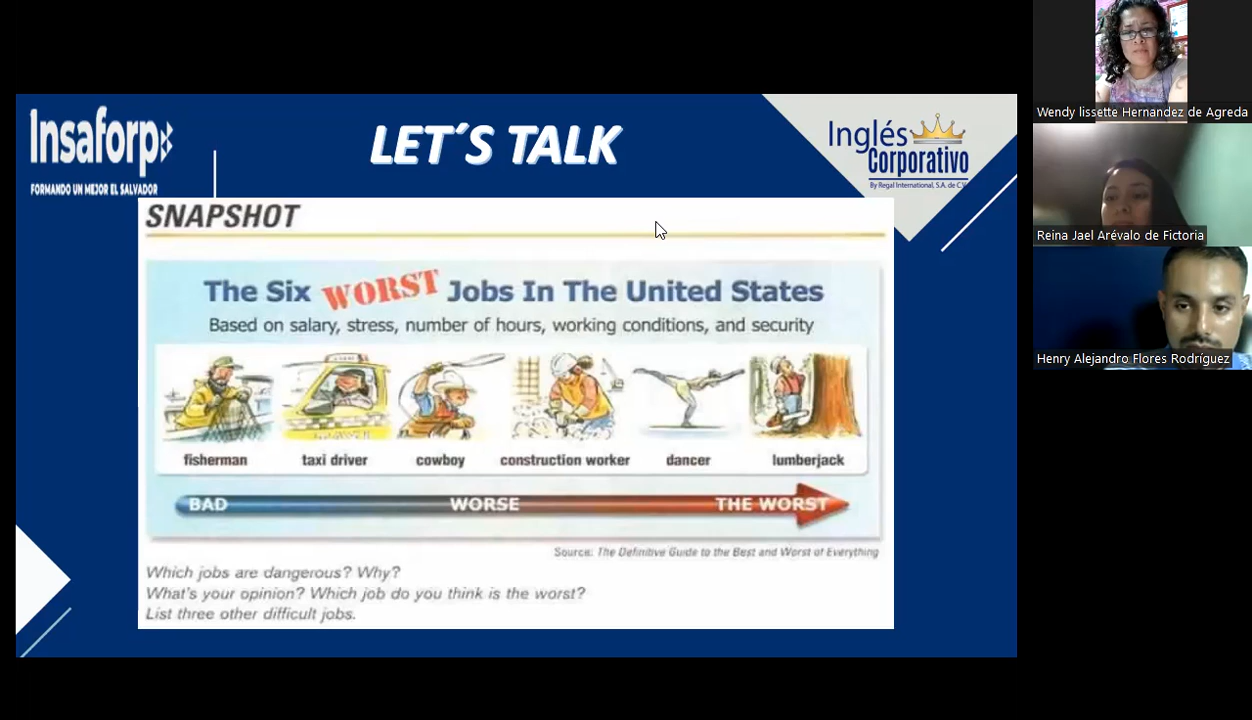 Insaforp
FORMANDO UN MEJOR EL SALVADOR
LET´S TALK
Inglés
Corporativo
By Regal International, S.A. de C.V.
SNAPSHOT
The Six WORST Jobs In The United States
Based on salary, stress, number of hours, working conditions, and security
TAXI
fisherman taxi driver cowboy construction worker dancer lumberjack
BAD WORSE THE WORST
Source: The Definitive Guide to the Best and Worst of Everything
Which jobs are dangerous? Why?
What's your opinion? Which job do you think is the worst?
List three other difficult jobs.
Wendy lissette Hernandez de Agreda
Reina Jael Arévalo de Fictoria
Henry Alejandro Flores Rodríguez